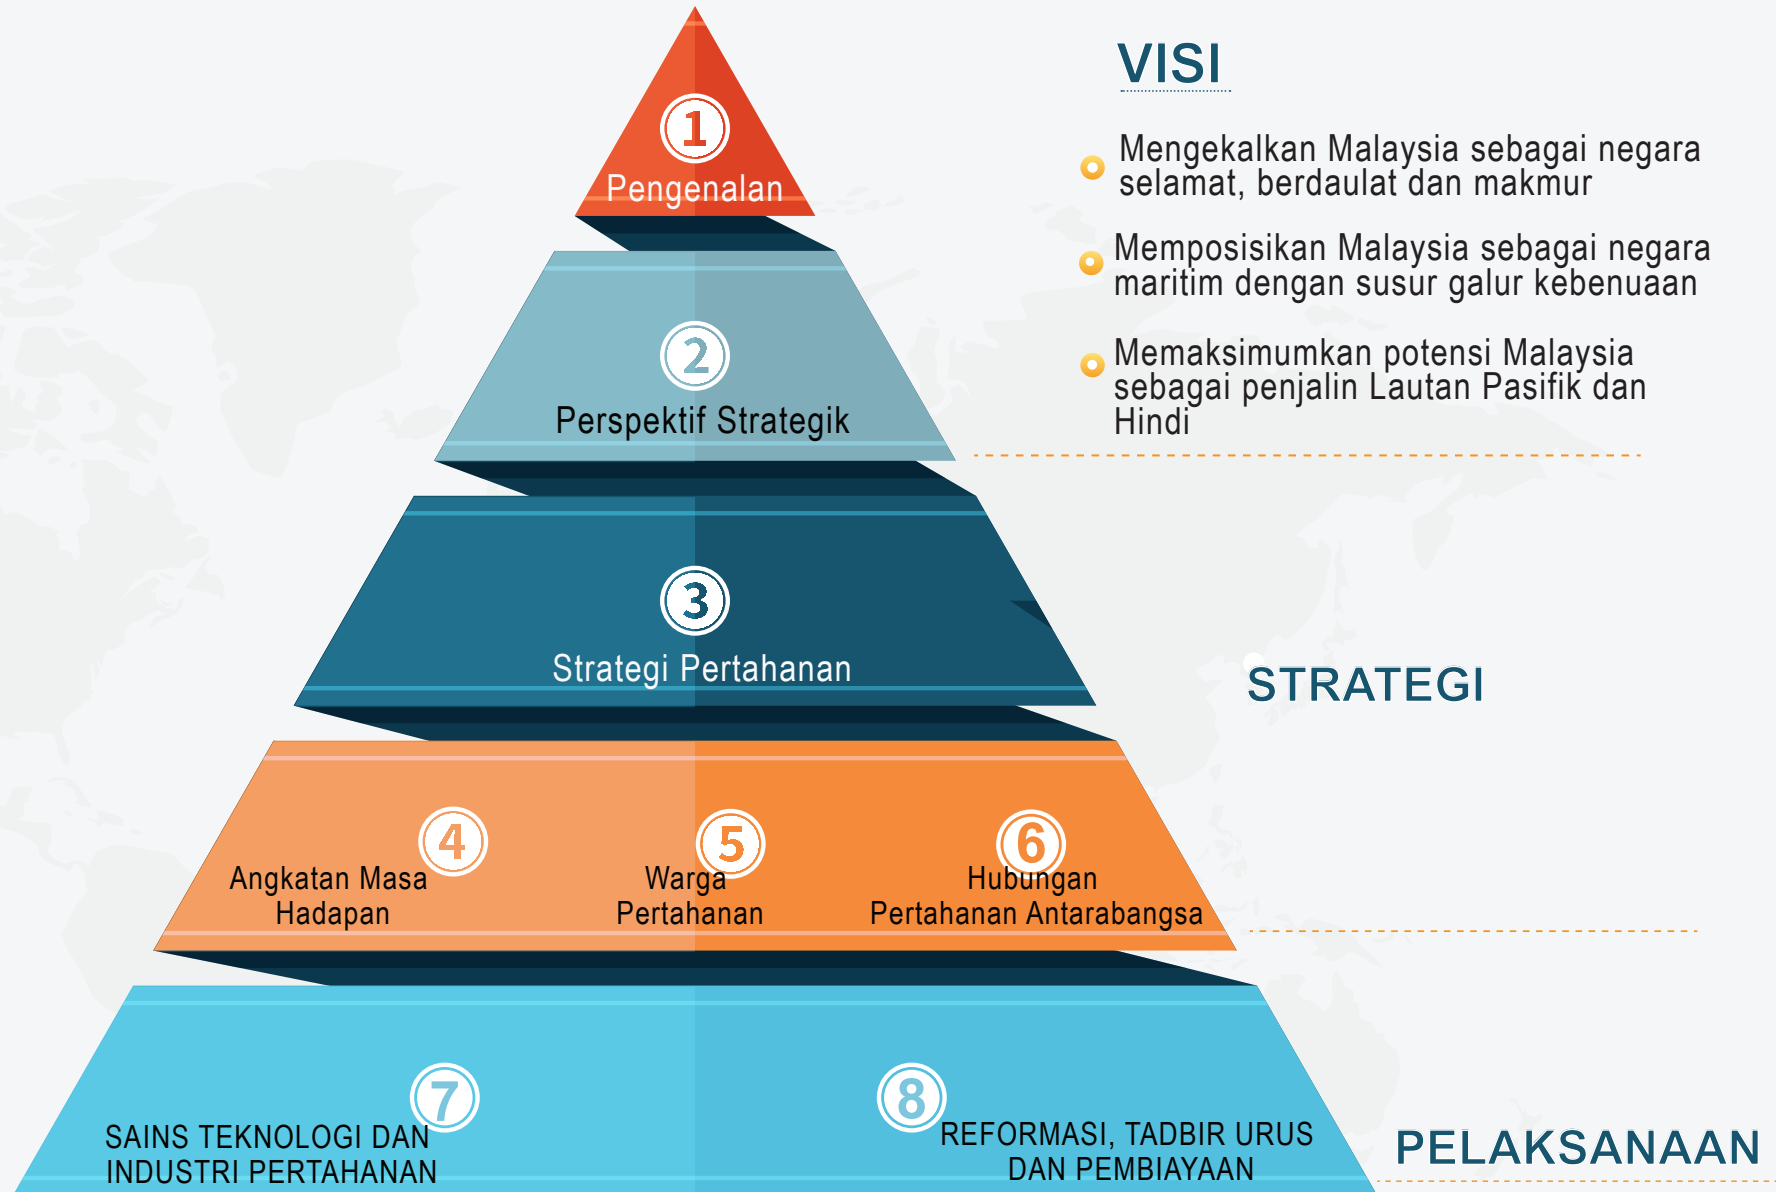 VISI
Mengekalkan Malaysia sebagai negara
selamat, berdaulat dan makmur
Memposisikan Malaysia sebagai negara
maritim dengan susur galur kebenuaan
Memaksimumkan potensi Malaysia
sebagai penjalin Lautan Pasifik dan
Hindi
1
Pengenalan
2
Perspektif Strategik
3
Strategi Pertahanan
STRATEGI
4
Angkatan Masa
Hadapan
5
Warga
Pertahanan
6
Hubungan
Pertahanan Antarabangsa
7
SAINS TEKNOLOGI DAN
INDUSTRI PERTAHANAN
8
REFORMASI, TADBIR URUS
DAN PEMBIAYAAN
PELAKSANAAN